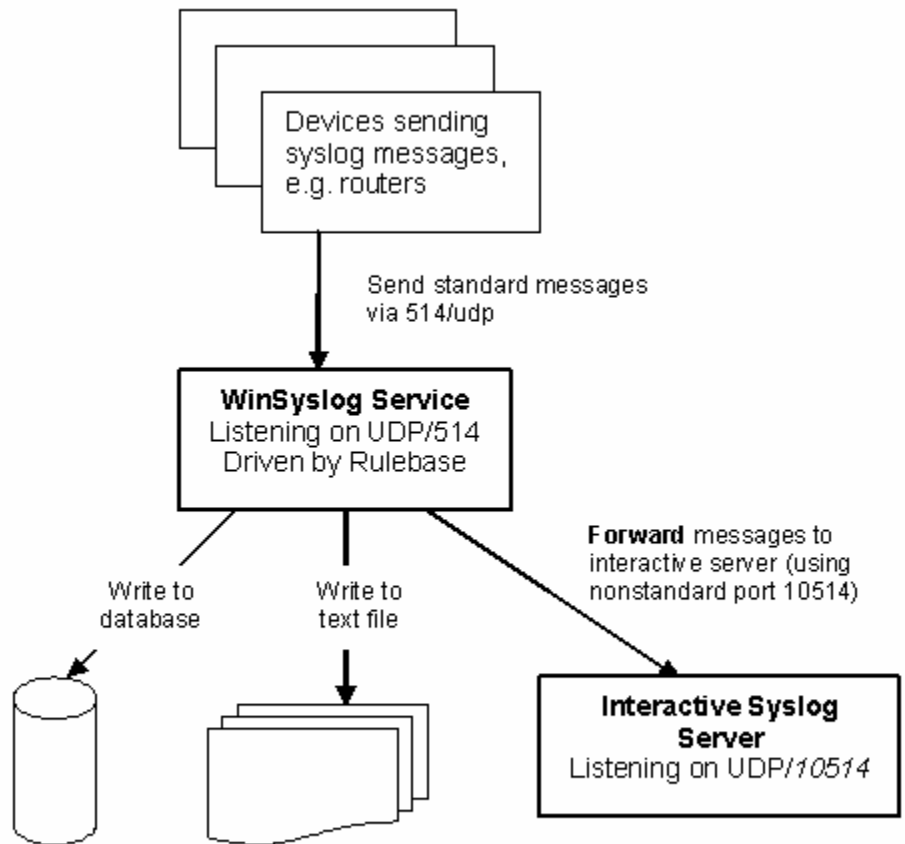 Devices sending
syslog messages,
e.g. routers
Send standard messages
via 514/udp
WinSyslog Service
Listening on UDP/514
Driven by Rulebase
Forward messages to
interactive server (using
nonstandard port 10514)
Write to
database
Write to
text file
Interactive Syslog
Server
Listening on UDP/10514